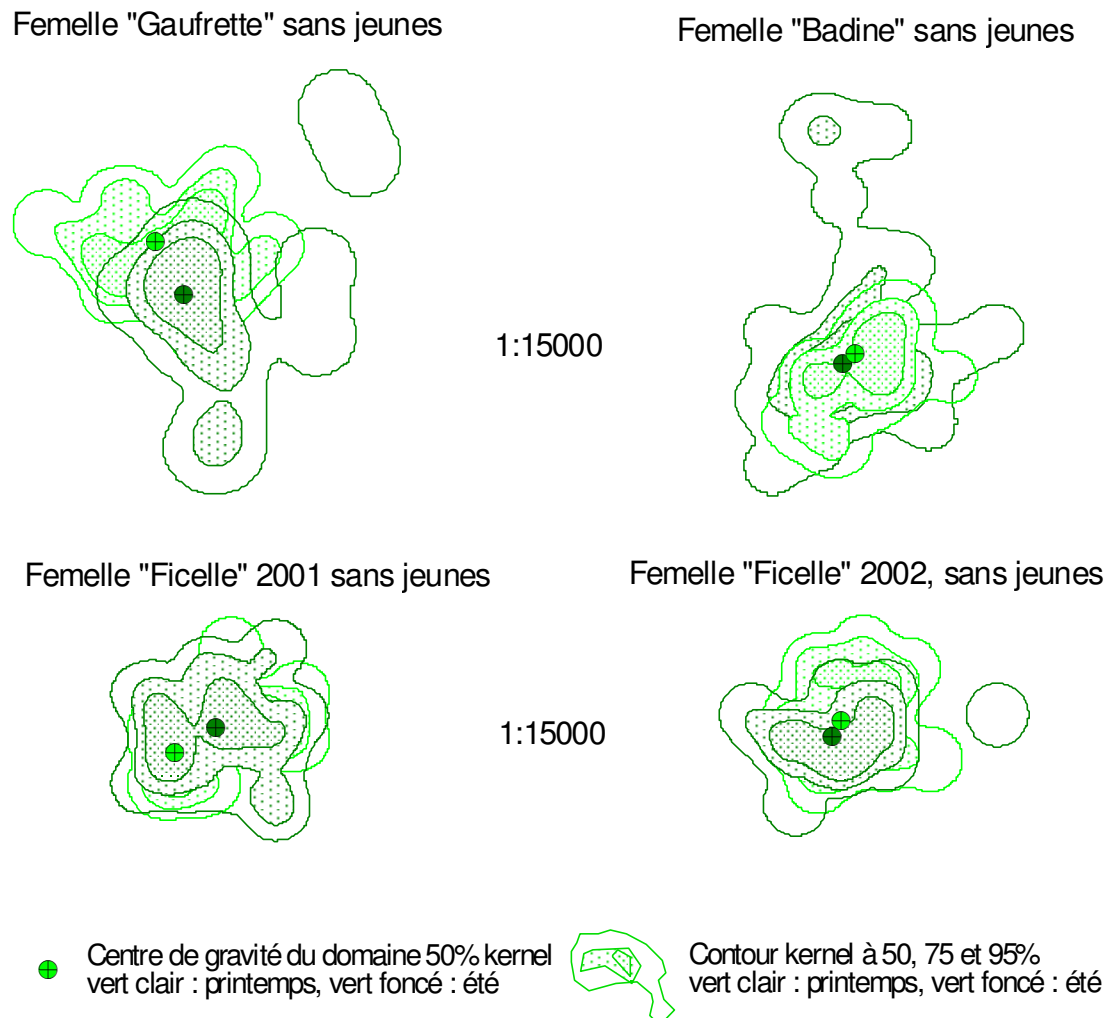 Femelle "Gaufrette" sans jeunes
Femelle "Badine" sans jeunes
1:15000
Femelle "Ficelle" 2001 sans jeunes
Femelle "Ficelle" 2002, sans jeunes
1:15000
Centre de gravité du domaine 50% kernel
vert clair : printemps, vert foncé : été
Contour kernel à 50, 75 et 95%
vert clair : printemps, vert foncé : été